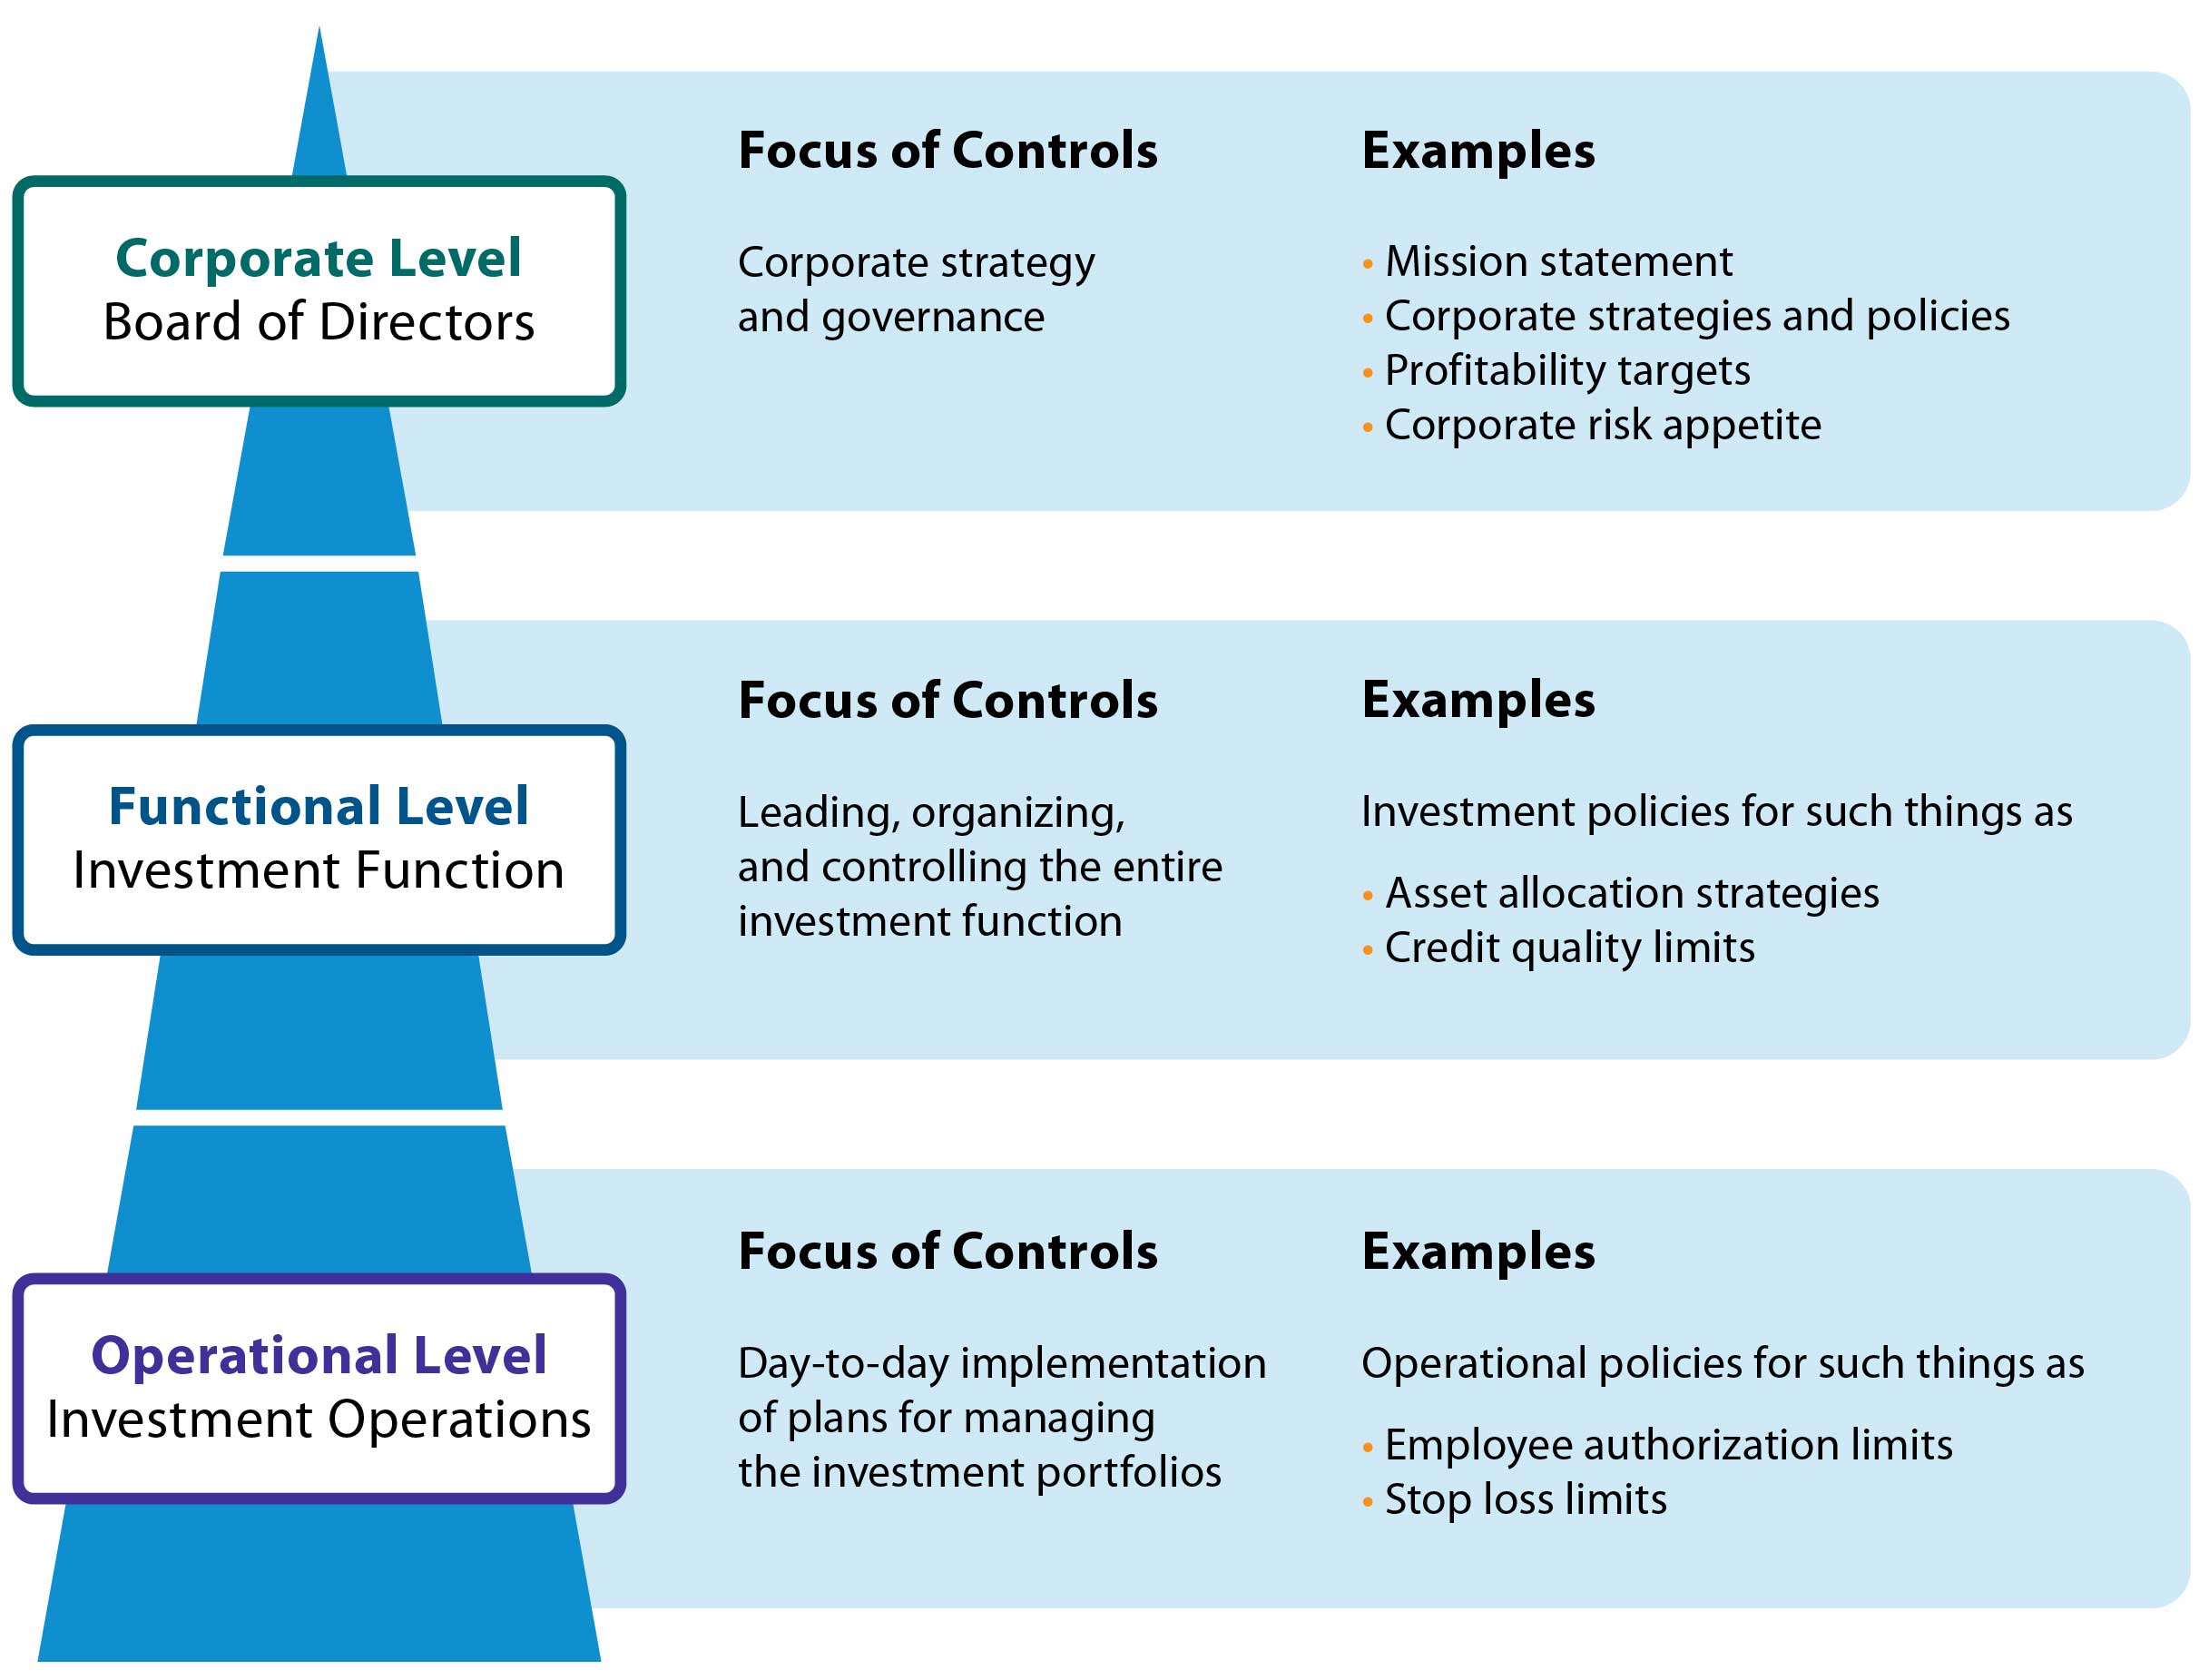 Corporate Level
Board of Directors
Focus of Controls
Corporate strategy
and governance
Examples
• Mission statement
• Corporate strategies and policies
• Profitability targets
• Corporate risk appetite
Functional Level
Investment Function
Focus of Controls
Leading, organizing,
and controlling the entire
investment function
Examples
Investment policies for such things as
• Asset allocation strategies
• Credit quality limits
Operational Level
Investment Operations
Focus of Controls
Day-to-day implementation
of plans for managing
the investment portfolios
Examples
Operational policies for such things as
• Employee authorization limits
• Stop loss limits